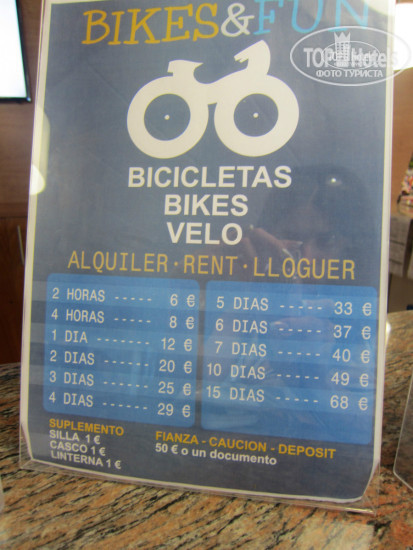 BIKES&FUN
TOPHotels
ФОТО ТУРИСТА
BICICLETAS
BIKES
VELO
ALQUILER · RENT · LLOGUER
2 HORAS ----- 6 €
4 HORAS ----- 8 €
1 DIA ------ 12 €
2 DIAS ----- 20 €
3 DIAS ----- 25 €
4 DIAS ----- 29 €
5 DIAS ----- 33 €
6 DIAS ----- 37 €
7 DIAS ----- 40 €
10 DIAS ---- 49 €
15 DIAS ---- 68 €
SUPLEMENTO
SILLA 1 €
CASCO 1 €
LINTERNA 1 €
FIANZA - CAUCION - DEPOSIT
50 € o un documento